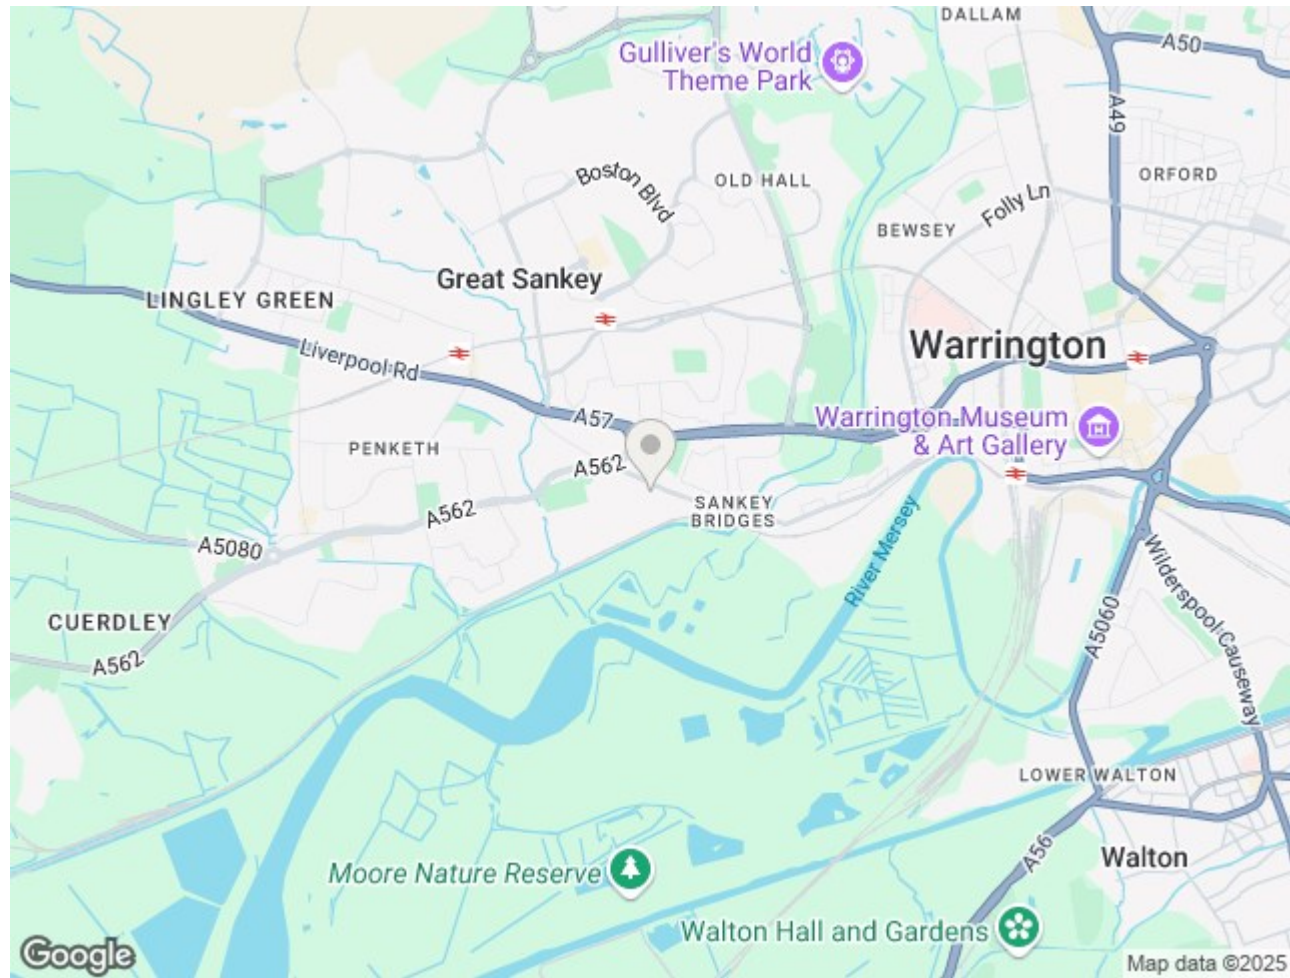 DALLAM
Gulliver's World
Theme Park
A50
A49
Boston Blvd
OLD HALL
ORFORD
Folly Ln
BEWSEY
Great Sankey
LINGLEY GREEN
Warrington
Liverpool Rd
A57
Warrington Museum
& Art Gallery
PENKETH
A562
A562
SANKEY
BRIDGES
A5080
River Mersey
Wilderspool Causeway
CUERDLEY
A562
A5060
LOWER WALTON
A56
Walton
Moore Nature Reserve
Walton Hall and Gardens
Google
Map data ©2025